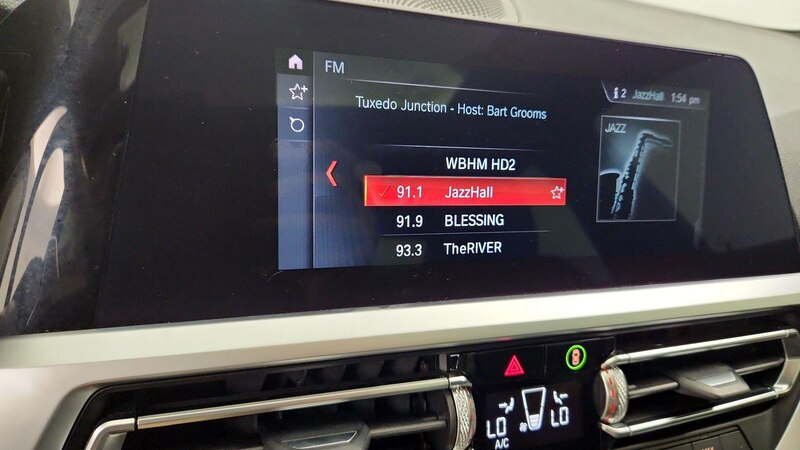 FM
2 JazzHall 1:54 pm
Tuxedo Junction - Host: Bart Grooms
JAZZ
WBHM HD2
91.1 JazzHall
91.9 BLESSING
93.3 TheRIVER
LO LO
A/C